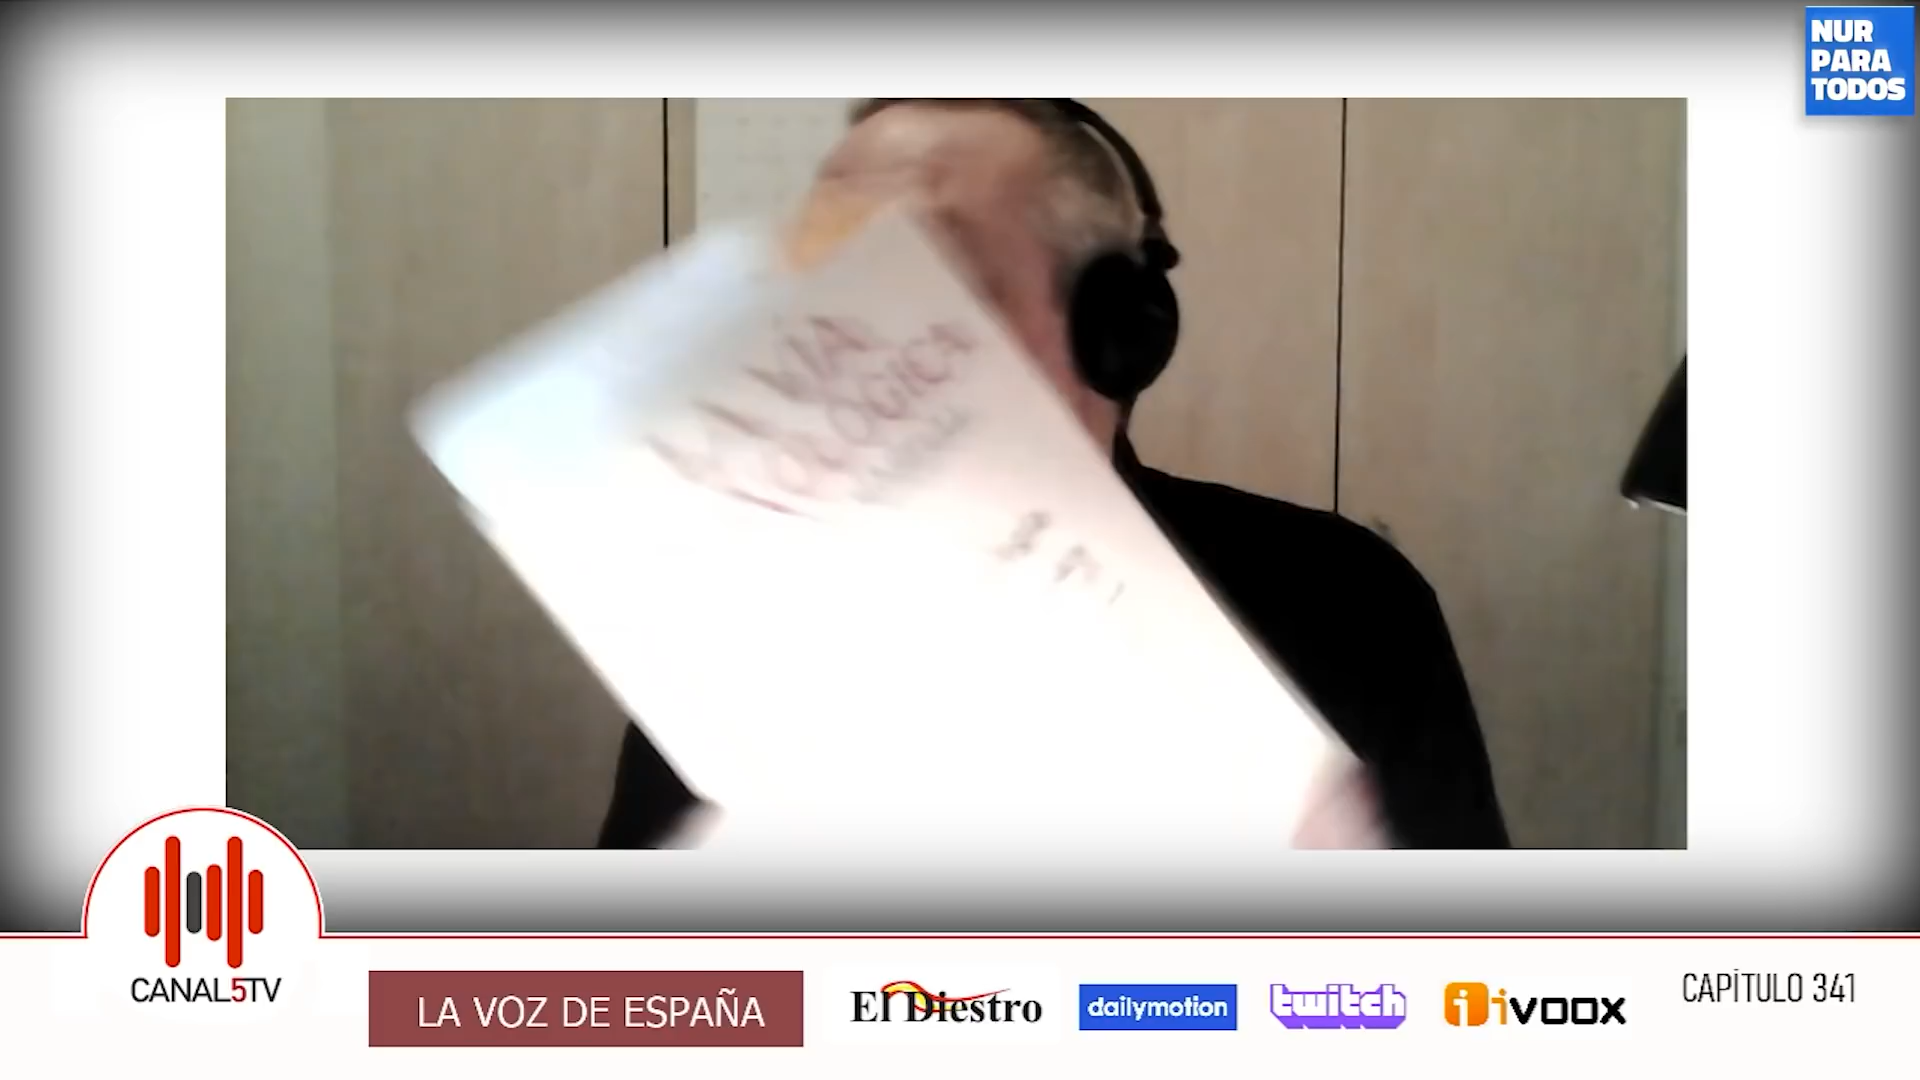 NUR
PARA
TODOS
CANAL5TV
LA VOZ DE ESPAÑA
El Diestro
dailymotion
twitch
i ivoox
CAPÍTULO 341